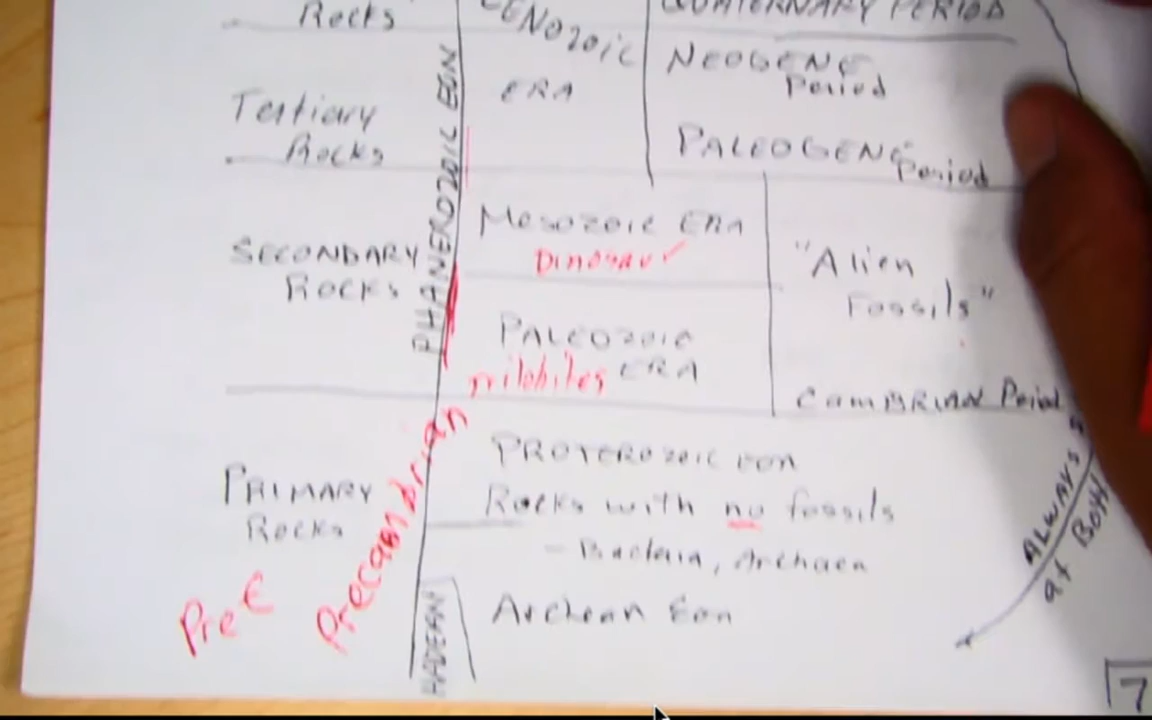 Rocks
CENOZOIC
ERA
QUATERNARY PERIOD
NEOGENE
Period
PALEOGENE
Period
Tertiary
Rocks
PHANEROZOIC EON
SECONDARY
ROCKS
MESOZOIC ERA
Dinosaur
"Alien
Fossils"
PALEOZOIC
ERA
Trilobites
CAMBRIAN Period
PRIMARY
Rocks
Pre Є
Precambrian
PROTEROZOIC EON
Rocks with no fossils
- Bacteria, Archaea
HADEAN
Archean Eon
ALWAYS
at Bott
7